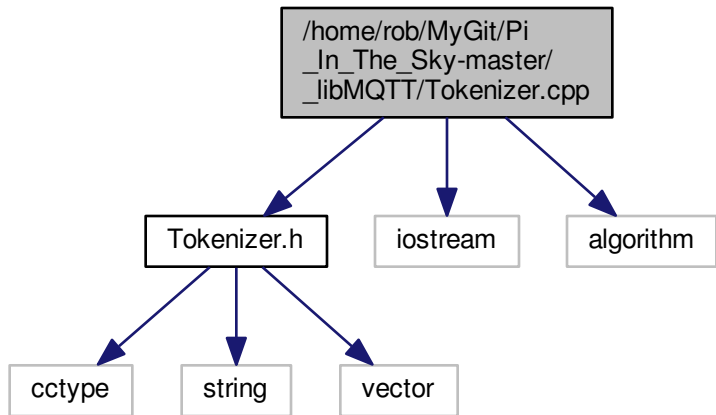 /home/rob/MyGit/Pi
_In_The_Sky-master/
_libMQTT/Tokenizer.cpp
Tokenizer.h
iostream
algorithm
cctype
string
vector